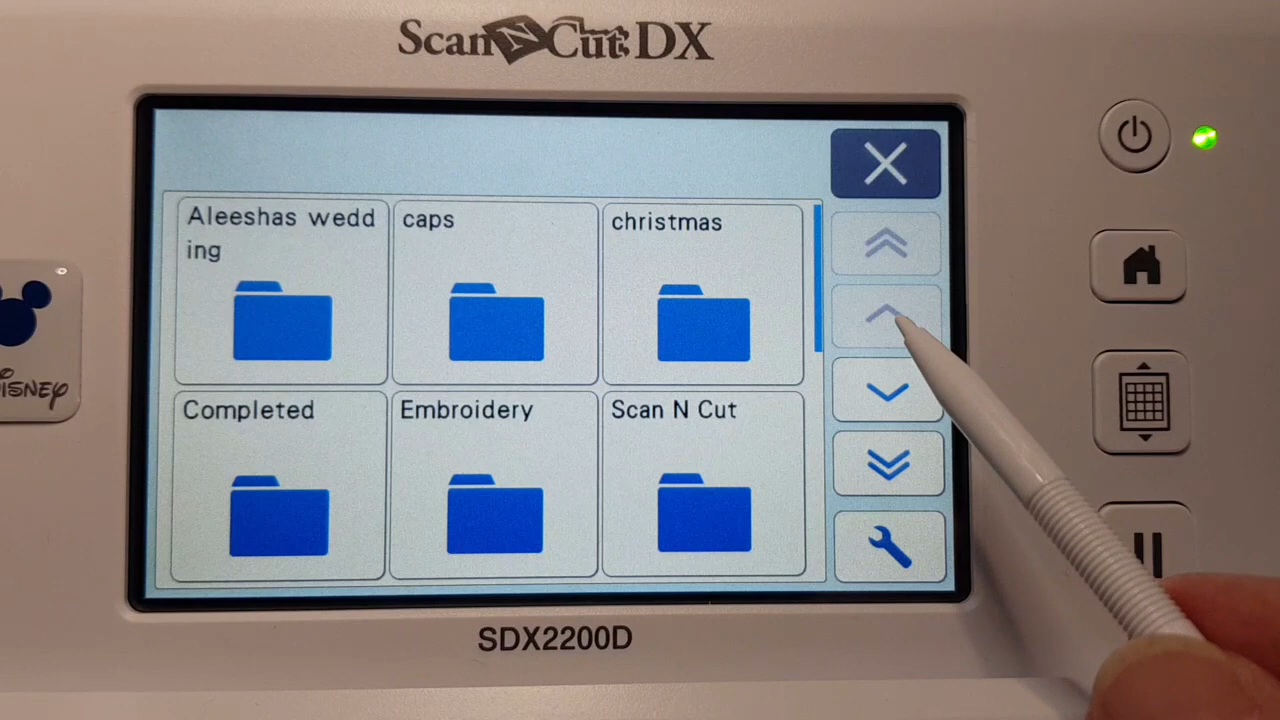 ScanNCut DX
Aleeshas wedd
ing
caps
christmas
Completed
Embroidery
Scan N Cut
DISNEY
SDX2200D